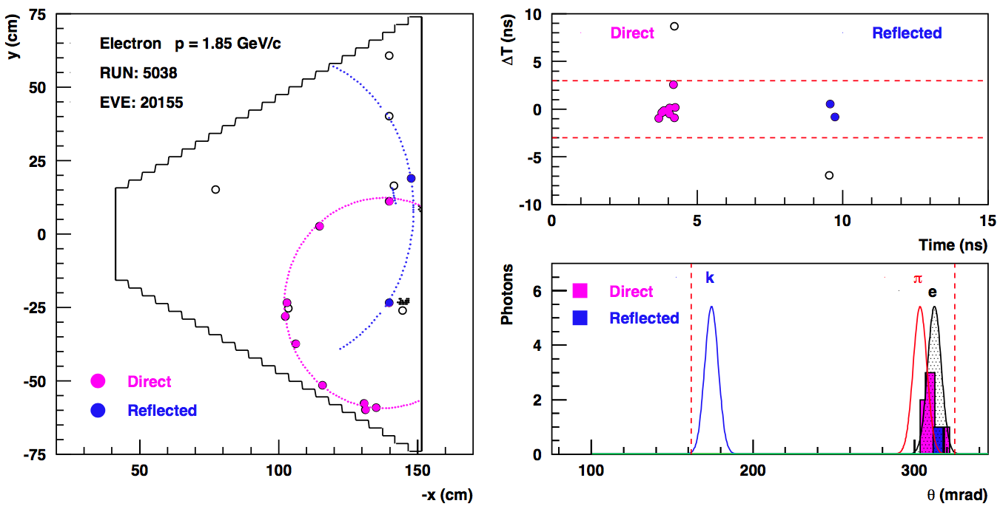 75
50
25
0
-25
-50
-75
y (cm)
Electron p = 1.85 GeV/c
RUN: 5038
EVE: 20155
Direct
Reflected
50
100
150
-x (cm)
10
5
0
-5
-10
ΔT (ns)
Direct
Reflected
0
5
10
15
Time (ns)
6
4
2
0
Photons
Direct
Reflected
k
π
e
100
200
300
θ (mrad)